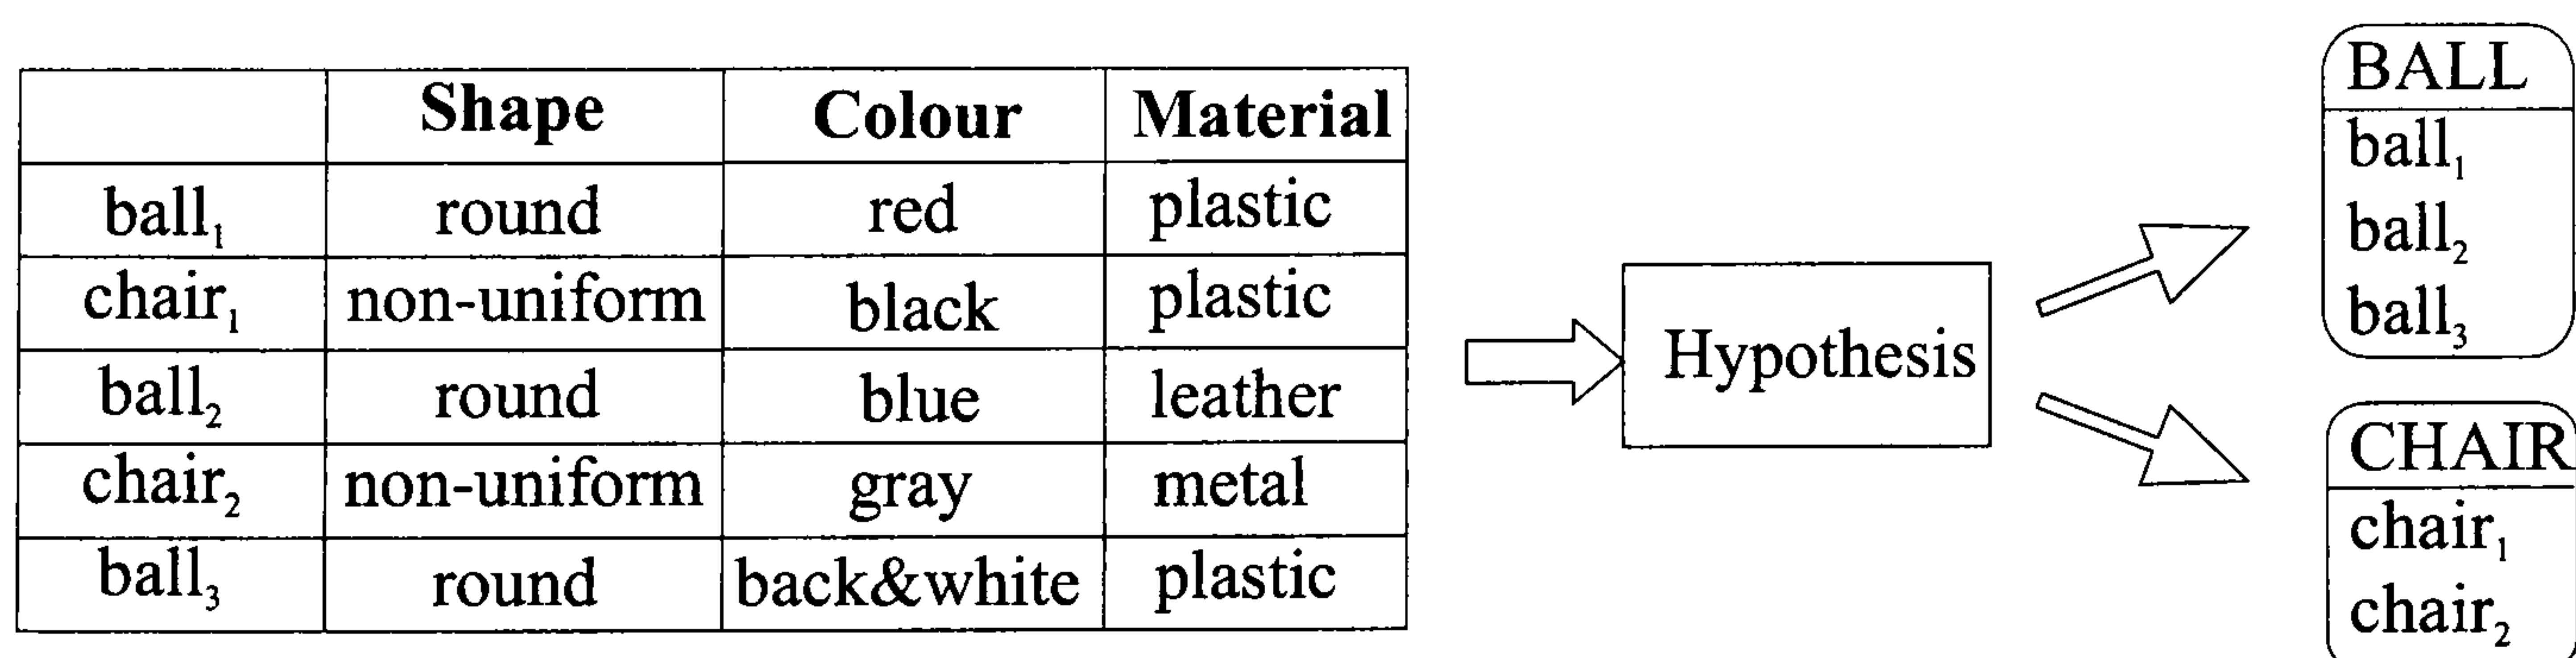 Shape Colour Material
ball₁ round red plastic
chair₁ non-uniform black plastic
ball₂ round blue leather
chair₂ non-uniform gray metal
ball₃ round back&white plastic
Hypothesis
BALL
ball₁
ball₂
ball₃
CHAIR
chair₁
chair₂